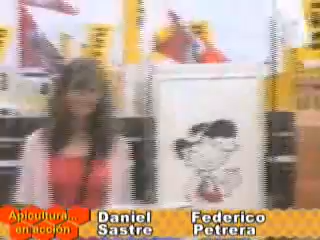 Apicultura...
en acción
Daniel
Sastre
Federico
Petrera